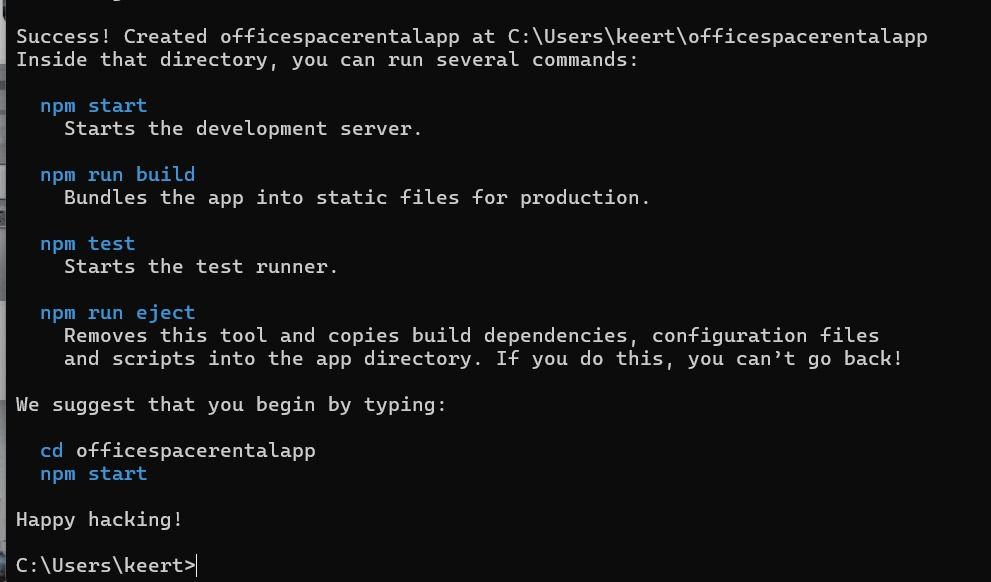 Success! Created officespacerentalapp at C:\Users\keert\officespacerentalapp
Inside that directory, you can run several commands:
npm start
Starts the development server.
npm run build
Bundles the app into static files for production.
npm test
Starts the test runner.
npm run eject
Removes this tool and copies build dependencies, configuration files
and scripts into the app directory. If you do this, you can’t go back!
We suggest that you begin by typing:
cd officespacerentalapp
npm start
Happy hacking!
C:\Users\keert>